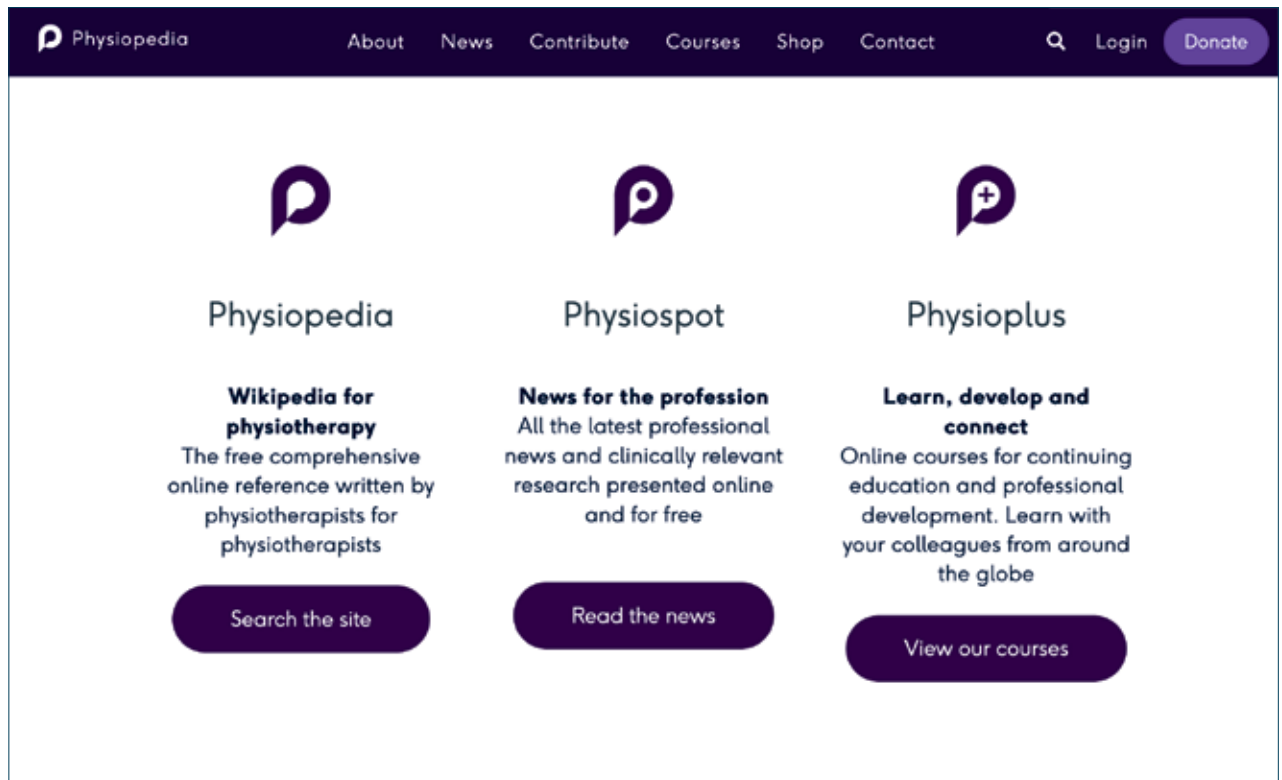 Physiopedia About News Contribute Courses Shop Contact Login Donate
Physiopedia
Wikipedia for
physiotherapy
The free comprehensive
online reference written by
physiotherapists for
physiotherapists
Search the site
Physiospot
News for the profession
All the latest professional
news and clinically relevant
research presented online
and for free
Read the news
Physioplus
Learn, develop and
connect
Online courses for continuing
education and professional
development. Learn with
your colleagues from around
the globe
View our courses